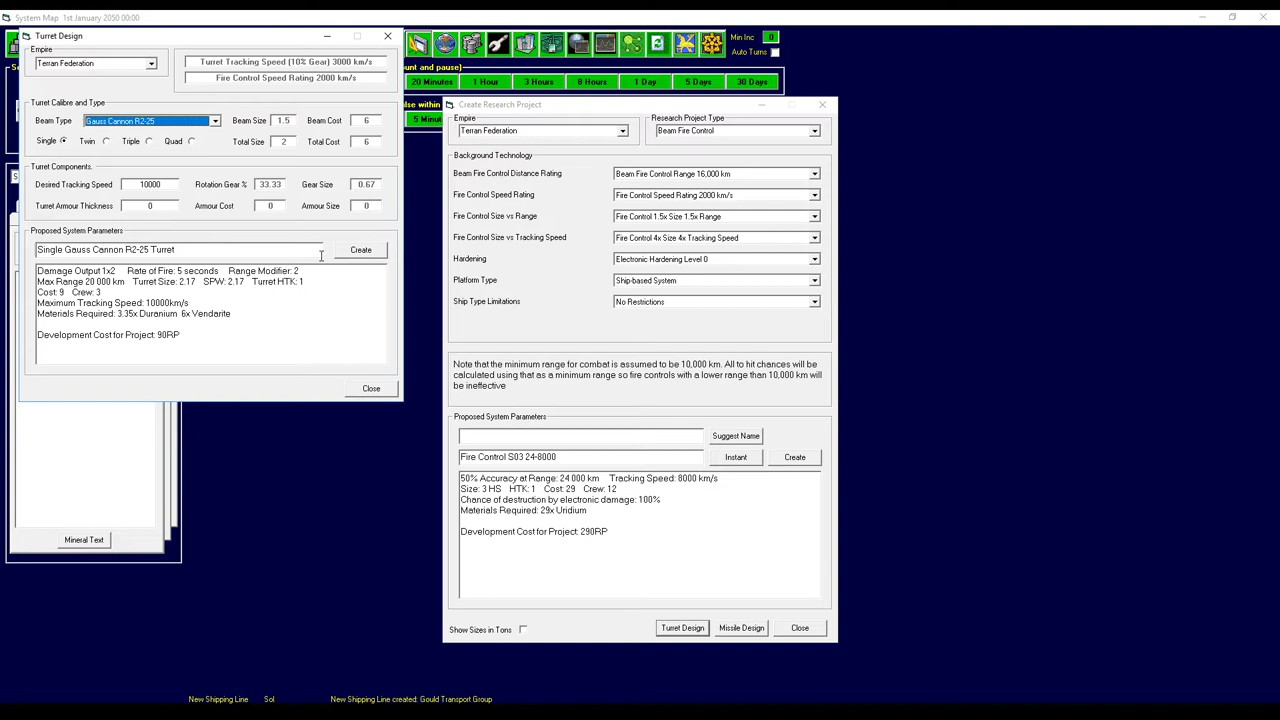 System Map 1st January 2050 00:00
Turret Design
Empire
Terran Federation
Turret Tracking Speed (10% Gear) 3000 km/s
Fire Control Speed Rating 2000 km/s
Turret Calibre and Type
Beam Type Gauss Cannon R2-25 Beam Size 1.5 Beam Cost 6
Single Twin Triple Quad Total Size 2 Total Cost 6
Turret Components.
Desired Tracking Speed 10000 Rotation Gear % 33.33 Gear Size 0.67
Turret Armour Thickness 0 Armour Cost 0 Armour Size 0
Proposed System Parameters
Single Gauss Cannon R2-25 Turret Create
Damage Output 1x2 Rate of Fire: 5 seconds Range Modifier: 2
Max Range 20 000 km Turret Size: 2.17 SPW: 2.17 Turret HTK: 1
Cost: 9 Crew: 3
Maximum Tracking Speed: 10000km/s
Materials Required: 3.35x Duranium 6x Vendarite
Development Cost for Project: 90RP
Close
Mineral Text
Min Inc 0
Auto Turns
ount and pause)
20 Minutes 1 Hour 3 Hours 8 Hours 1 Day 5 Days 30 Days
ulse within
5 Minute
Create Research Project
Empire
Terran Federation
Research Project Type
Beam Fire Control
Background Technology
Beam Fire Control Distance Rating Beam Fire Control Range 16,000 km
Fire Control Speed Rating Fire Control Speed Rating 2000 km/s
Fire Control Size vs Range Fire Control 1.5x Size 1.5x Range
Fire Control Size vs Tracking Speed Fire Control 4x Size 4x Tracking Speed
Hardening Electronic Hardening Level 0
Platform Type Ship-based System
Ship Type Limitations No Restrictions
Note that the minimum range for combat is assumed to be 10,000 km. All to hit chances will be
calculated using that as a minimum range so fire controls with a lower range than 10,000 km will
be ineffective
Proposed System Parameters
Suggest Name
Fire Control S03 24-8000 Instant Create
50% Accuracy at Range: 24 000 km Tracking Speed: 8000 km/s
Size: 3 HS HTK: 1 Cost: 29 Crew: 12
Chance of destruction by electronic damage: 100%
Materials Required: 29x Uridium
Development Cost for Project: 290RP
Show Sizes in Tons Turret Design Missile Design Close
New Shipping Line Sol New Shipping Line created: Gould Transport Group